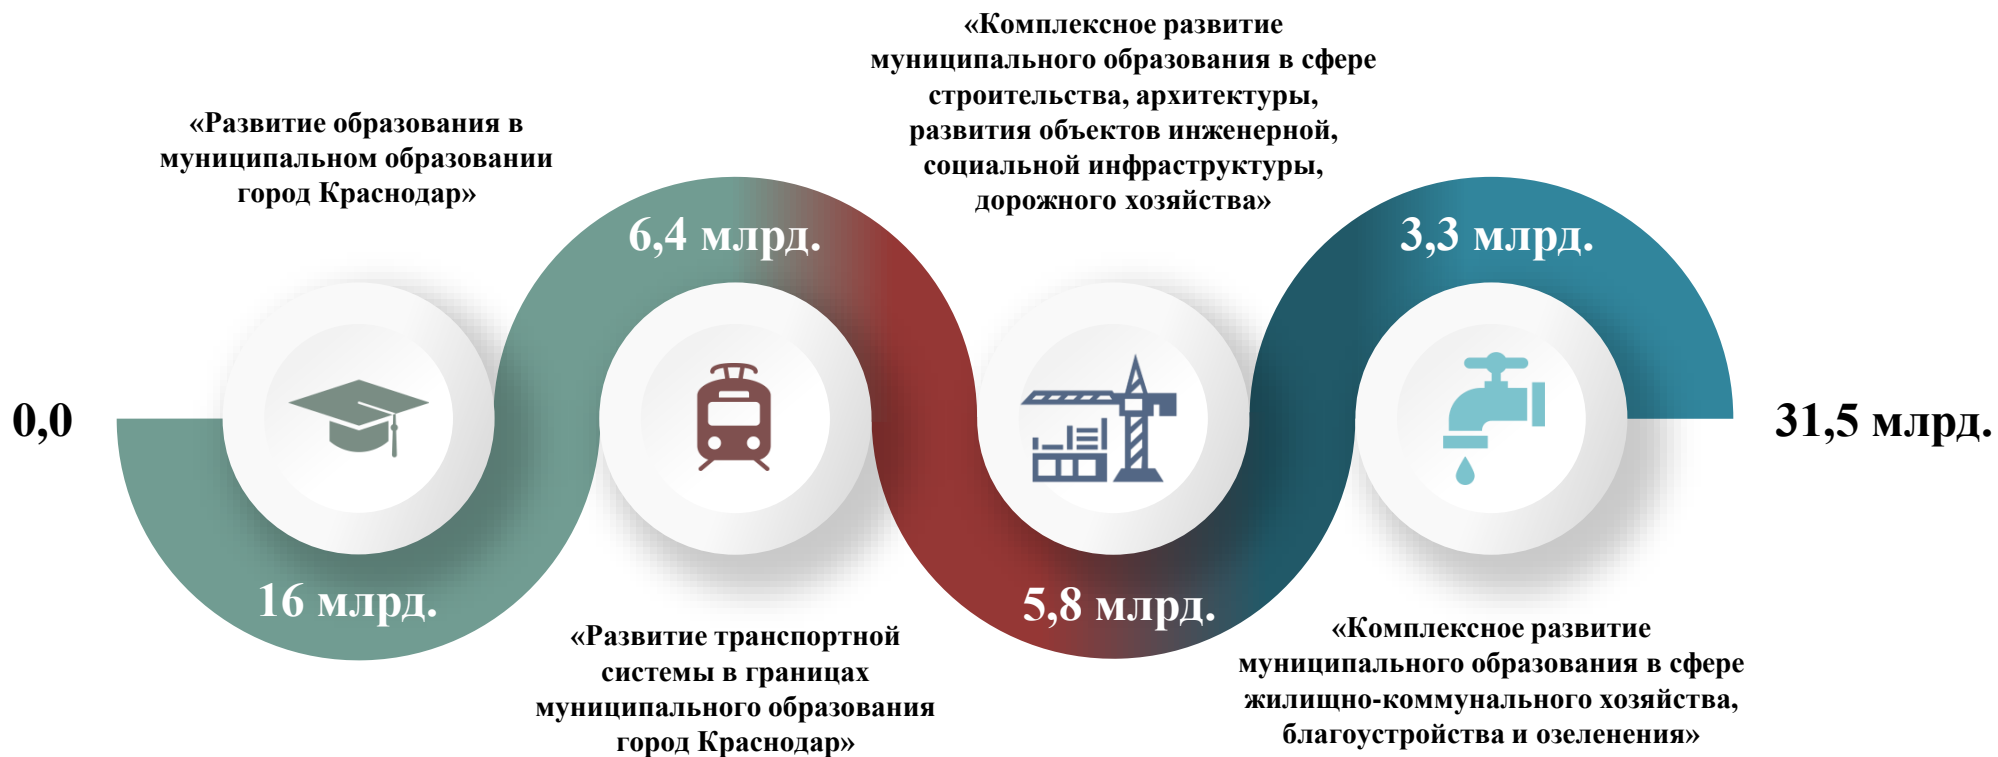 «Развитие образования в
муниципальном образовании
город Краснодар»
«Комплексное развитие
муниципального образования в сфере
строительства, архитектуры,
развития объектов инженерной,
социальной инфраструктуры,
дорожного хозяйства»
6,4 млрд.
3,3 млрд.
0,0
31,5 млрд.
16 млрд.
5,8 млрд.
«Развитие транспортной
системы в границах
муниципального образования
город Краснодар»
«Комплексное развитие
муниципального образования в сфере
жилищно-коммунального хозяйства,
благоустройства и озеленения»